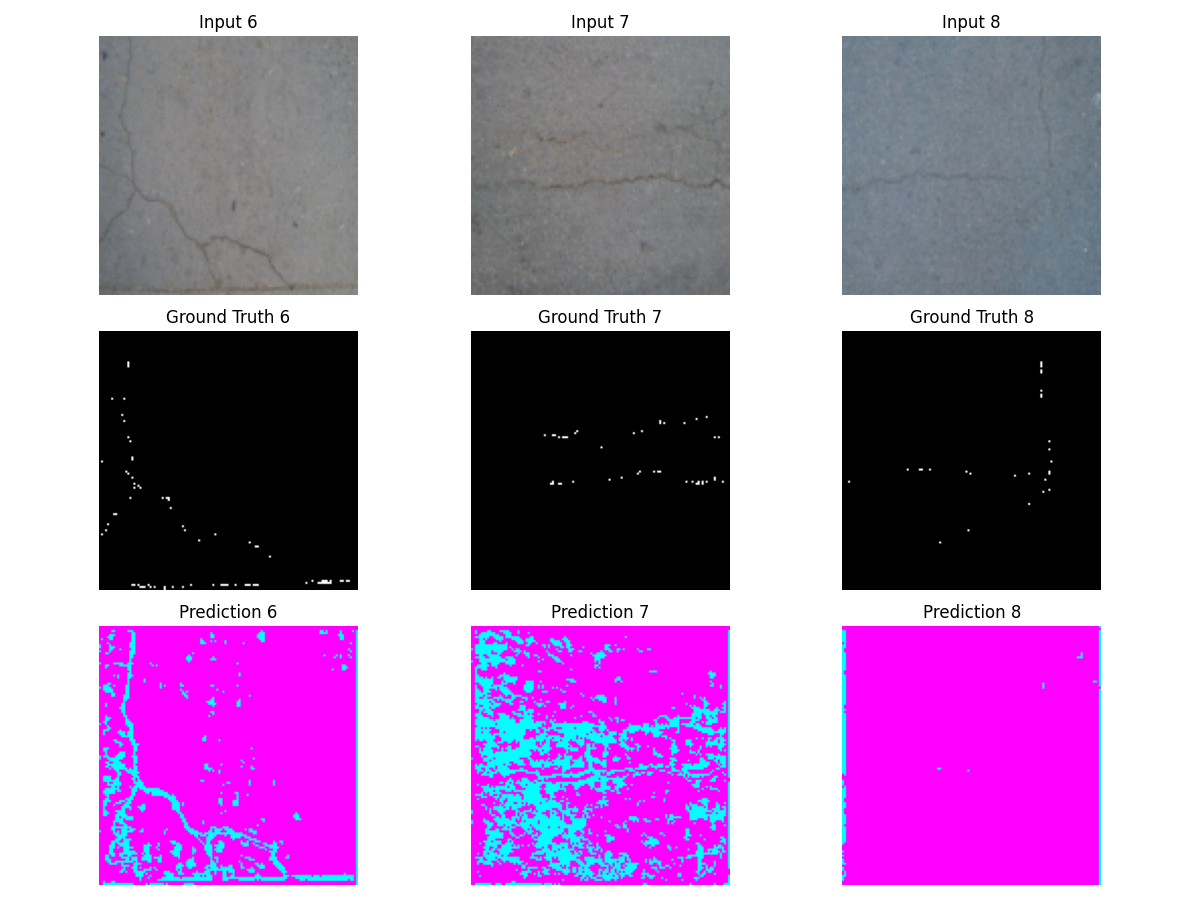 Input 6
Input 7
Input 8
Ground Truth 6
Ground Truth 7
Ground Truth 8
Prediction 6
Prediction 7
Prediction 8